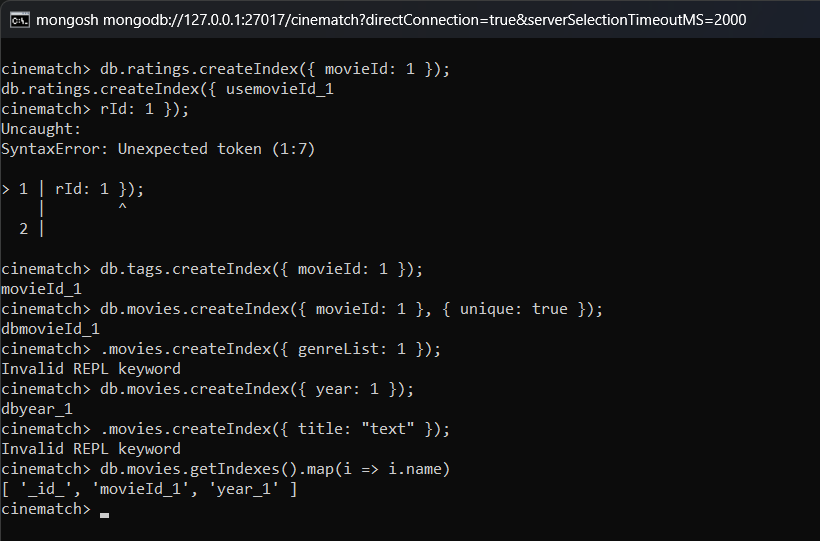 mongosh mongodb://127.0.0.1:27017/cinematch?directConnection=true&serverSelectionTimeoutMS=2000
cinematch> db.ratings.createIndex({ movieId: 1 });
db.ratings.createIndex({ usemovieId_1
cinematch> rId: 1 });
Uncaught:
SyntaxError: Unexpected token (1:7)
> 1 | rId: 1 });
    |        ^
  2 |
cinematch> db.tags.createIndex({ movieId: 1 });
movieId_1
cinematch> db.movies.createIndex({ movieId: 1 }, { unique: true });
dbmovieId_1
cinematch> .movies.createIndex({ genreList: 1 });
Invalid REPL keyword
cinematch> db.movies.createIndex({ year: 1 });
dbyear_1
cinematch> .movies.createIndex({ title: "text" });
Invalid REPL keyword
cinematch> db.movies.getIndexes().map(i => i.name)
[ '_id_', 'movieId_1', 'year_1' ]
cinematch>